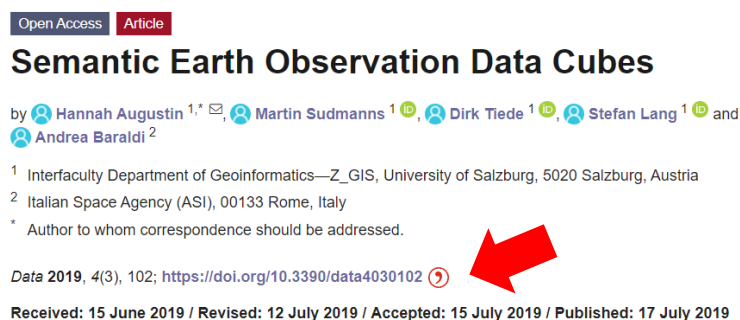 Open Access Article
Semantic Earth Observation Data Cubes
by Hannah Augustin 1,* , Martin Sudmanns 1 iD, Dirk Tiede 1 iD, Stefan Lang 1 iD and
Andrea Baraldi 2
1 Interfaculty Department of Geoinformatics—Z_GIS, University of Salzburg, 5020 Salzburg, Austria
2 Italian Space Agency (ASI), 00133 Rome, Italy
* Author to whom correspondence should be addressed.
Data 2019, 4(3), 102; https://doi.org/10.3390/data4030102
Received: 15 June 2019 / Revised: 12 July 2019 / Accepted: 15 July 2019 / Published: 17 July 2019